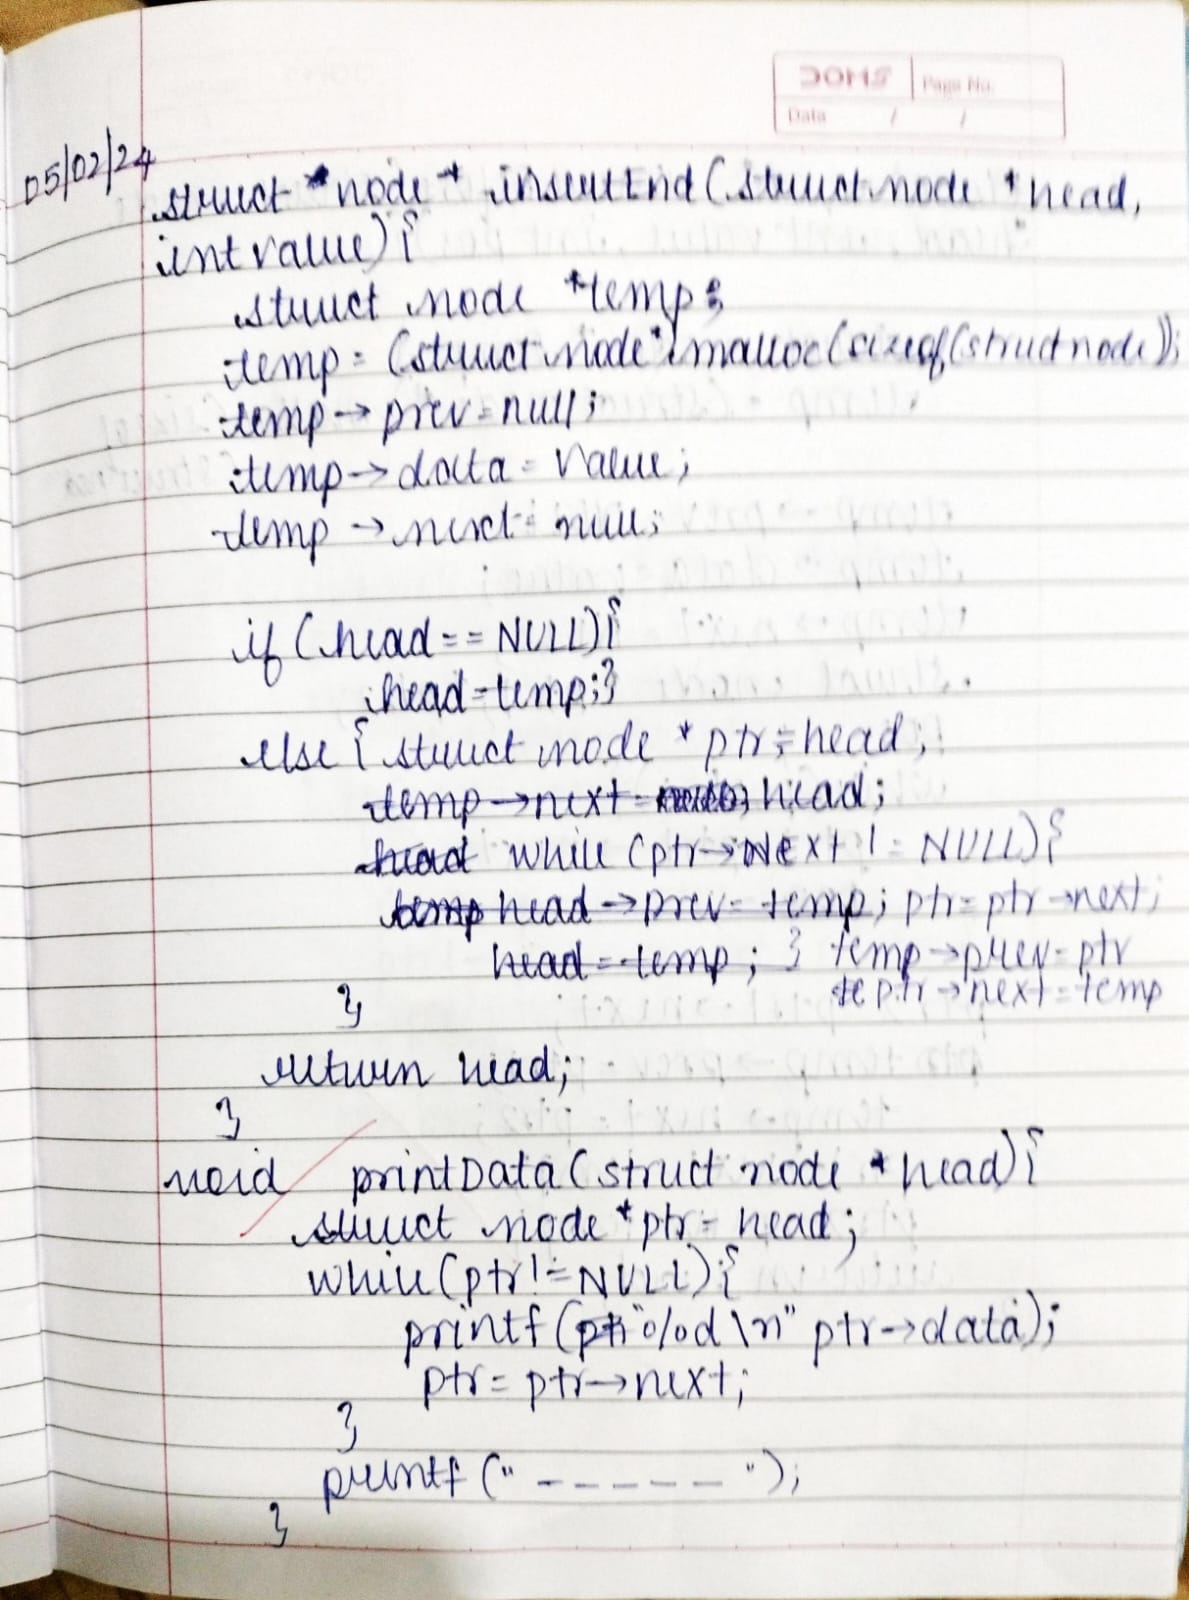 DOMS Page No.
Date / /
05/02/24
struct *node * insertEnd(struct node *head,
int value){
struct node *temp;
temp = (struct node*)malloc(sizeof(struct node));
temp→prev=null;
temp→data=value;
temp→next=null;
if(head==NULL){
head=temp;}
else{ struct node *ptr=head;
temp→next= head;
head while(ptr→Next!=NULL){
temp head→prev=temp; ptr=ptr→next;
head=temp; } temp→prev=ptr
te ptr→next=temp
}
return head;
}
void printData(struct node *head){
struct node *ptr=head;
while(ptr!=NULL){
printf(ptr "%d\n" ptr→data);
ptr=ptr→next;
}
printf("-----");
}